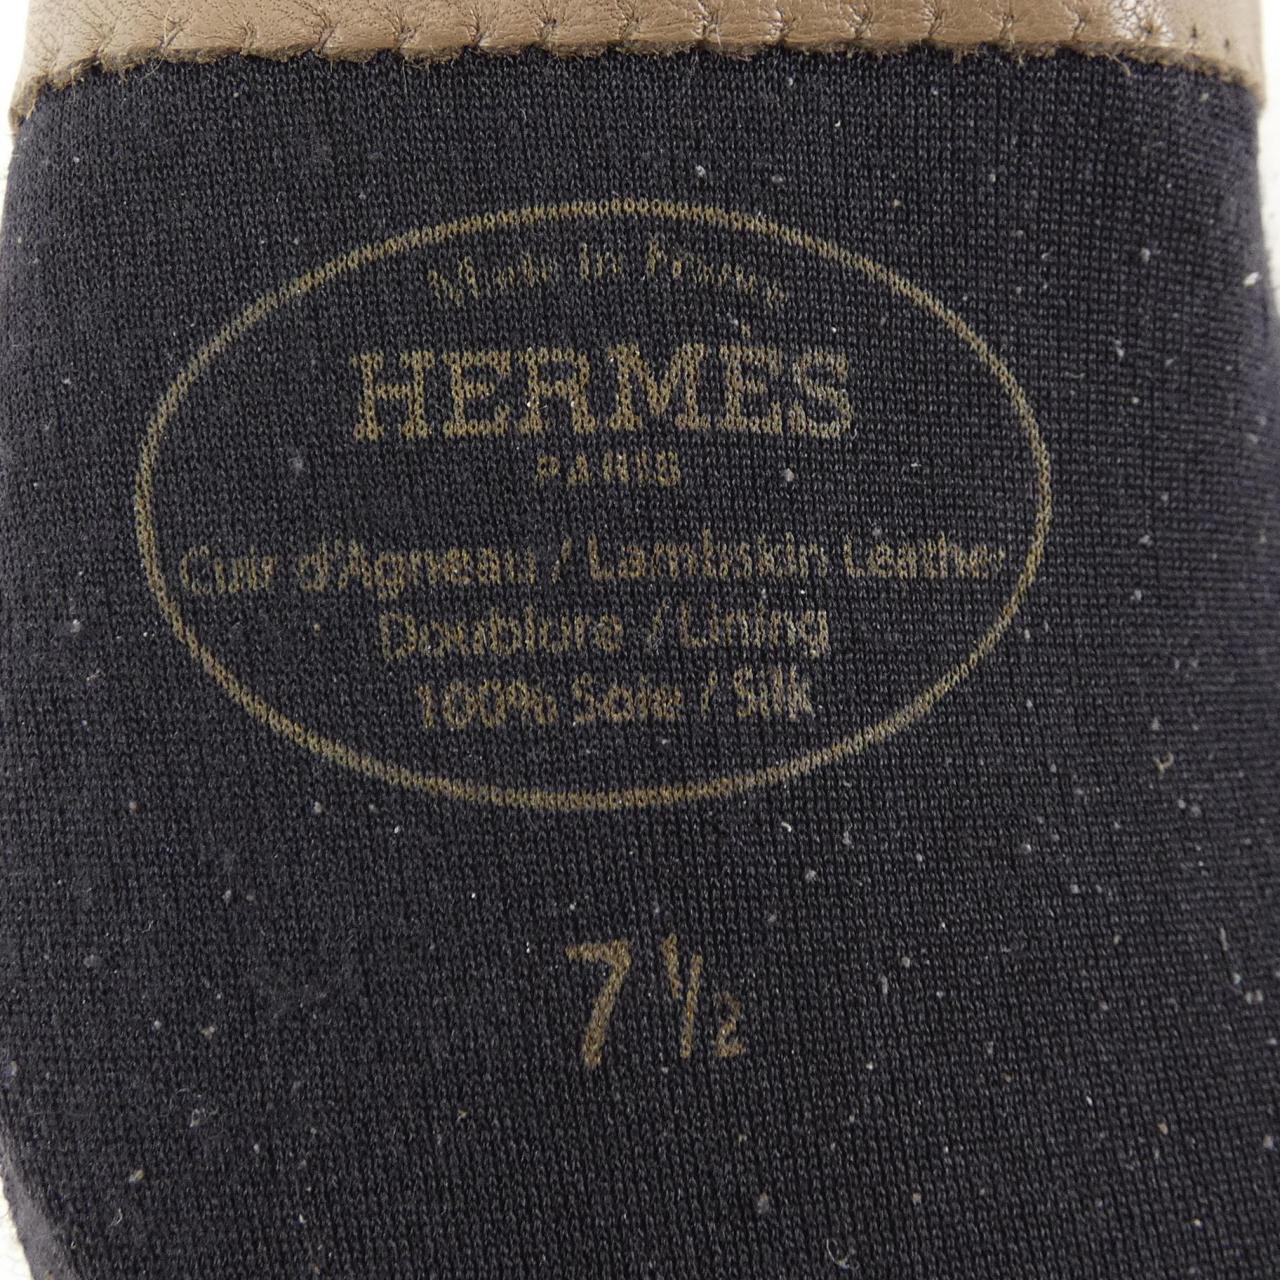 Made in France
HERMÈS
PARIS
Cuir d'Agneau / Lambskin Leather
Doublure / Lining
100% Soie / Silk
7 1/2